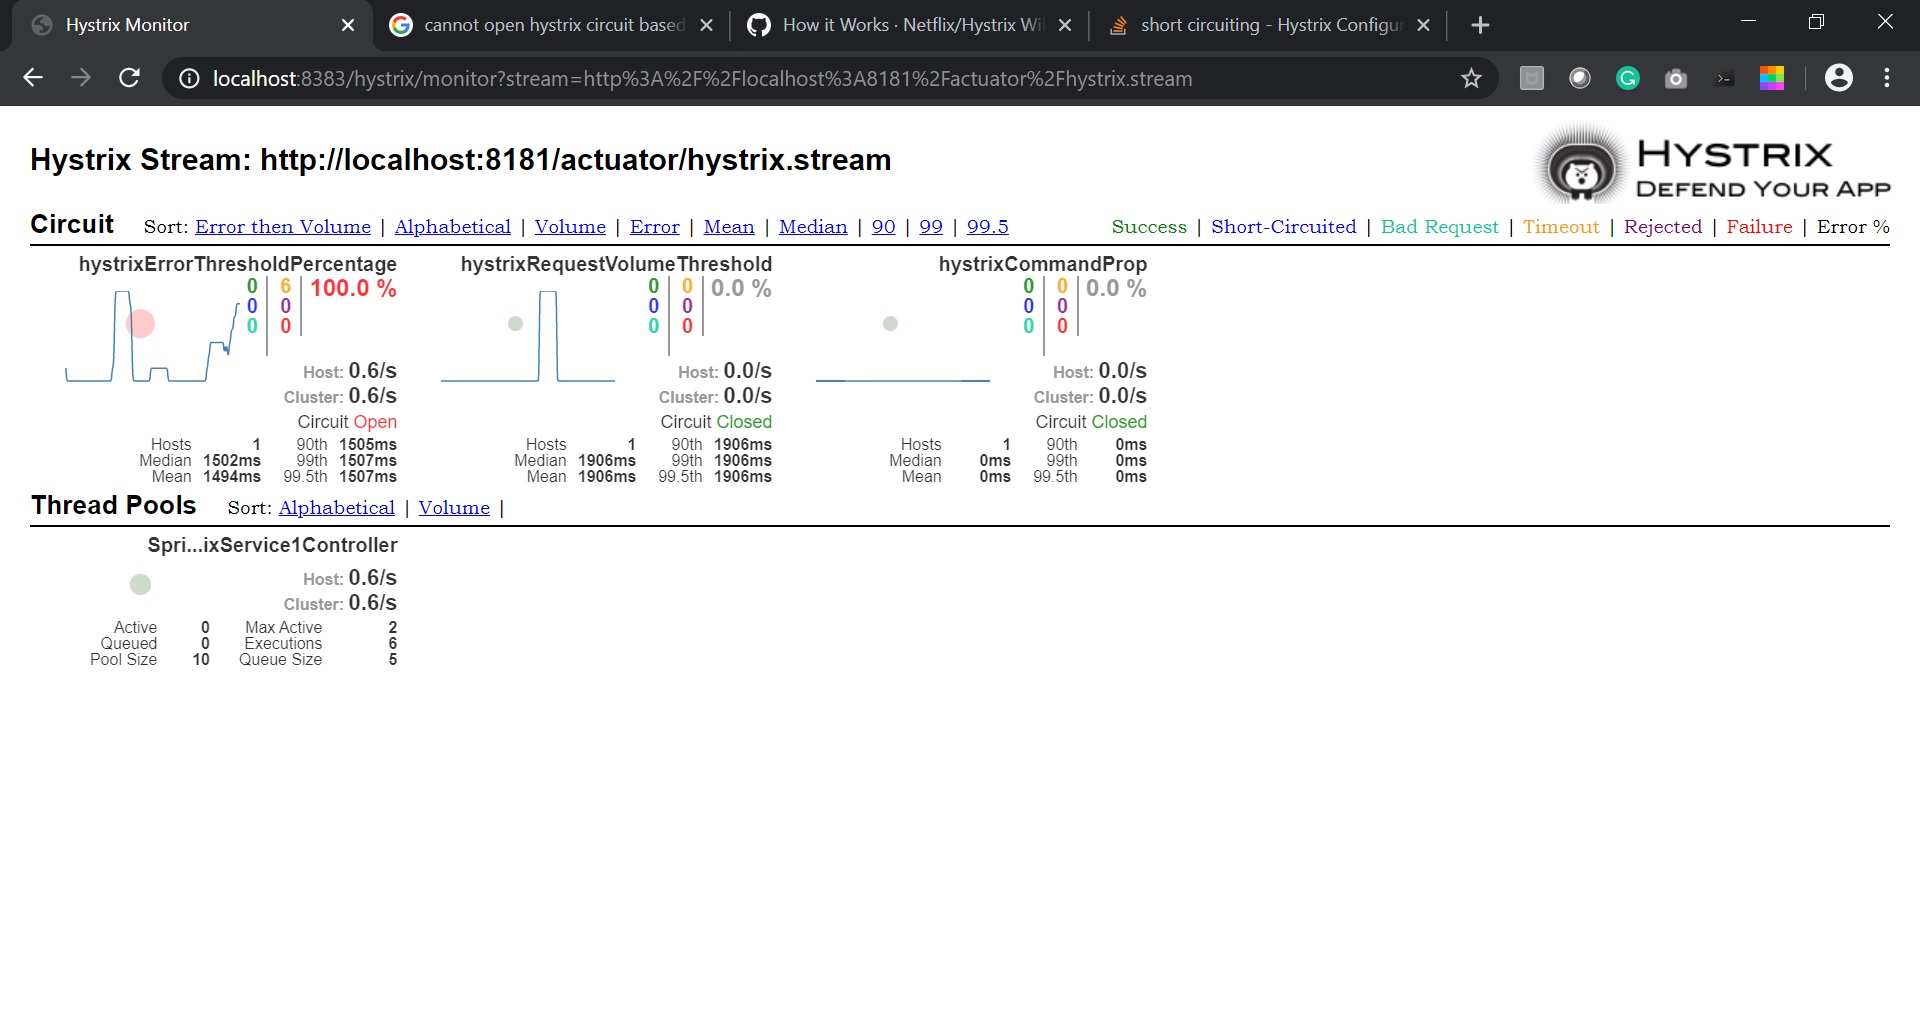 Hystrix Monitor
cannot open hystrix circuit based
How it Works · Netflix/Hystrix Wi
short circuiting - Hystrix Configur
localhost:8383/hystrix/monitor?stream=http%3A%2F%2Flocalhost%3A8181%2Factuator%2Fhystrix.stream
Hystrix Stream: http://localhost:8181/actuator/hystrix.stream
HYSTRIX
DEFEND YOUR APP
Circuit Sort: Error then Volume | Alphabetical | Volume | Error | Mean | Median | 90 | 99 | 99.5
Success | Short-Circuited | Bad Request | Timeout | Rejected | Failure | Error %
hystrixErrorThresholdPercentage
0 6 100.0 %
0 0
0 0
Host: 0.6/s
Cluster: 0.6/s
Circuit Open
Hosts 1 90th 1505ms
Median 1502ms 99th 1507ms
Mean 1494ms 99.5th 1507ms
hystrixRequestVolumeThreshold
0 0 0.0 %
0 0
0 0
Host: 0.0/s
Cluster: 0.0/s
Circuit Closed
Hosts 1 90th 1906ms
Median 1906ms 99th 1906ms
Mean 1906ms 99.5th 1906ms
hystrixCommandProp
0 0 0.0 %
0 0
0 0
Host: 0.0/s
Cluster: 0.0/s
Circuit Closed
Hosts 1 90th 0ms
Median 0ms 99th 0ms
Mean 0ms 99.5th 0ms
Thread Pools Sort: Alphabetical | Volume |
Spri...ixService1Controller
Host: 0.6/s
Cluster: 0.6/s
Active 0 Max Active 2
Queued 0 Executions 6
Pool Size 10 Queue Size 5